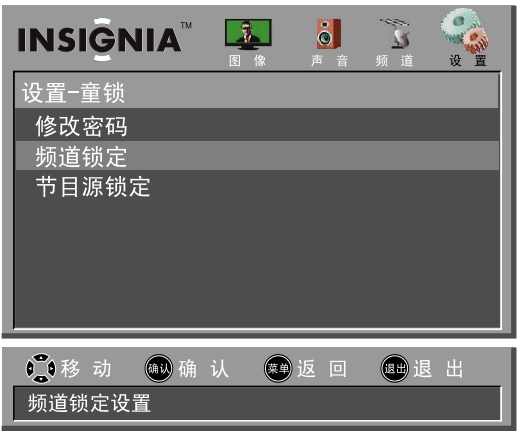 INSIGNIA™
图像 声音 频道 设置
设置-童锁
修改密码
频道锁定
节目源锁定
移动 确认 确认 菜单 返回 退出 退出
频道锁定设置